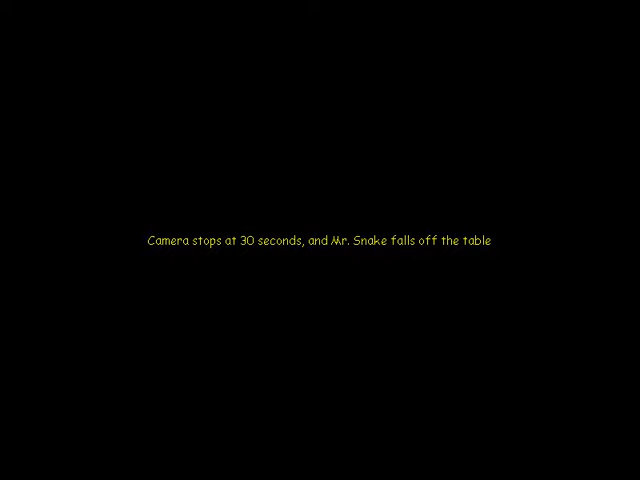 Camera stops at 30 seconds, and Mr. Snake falls off the table